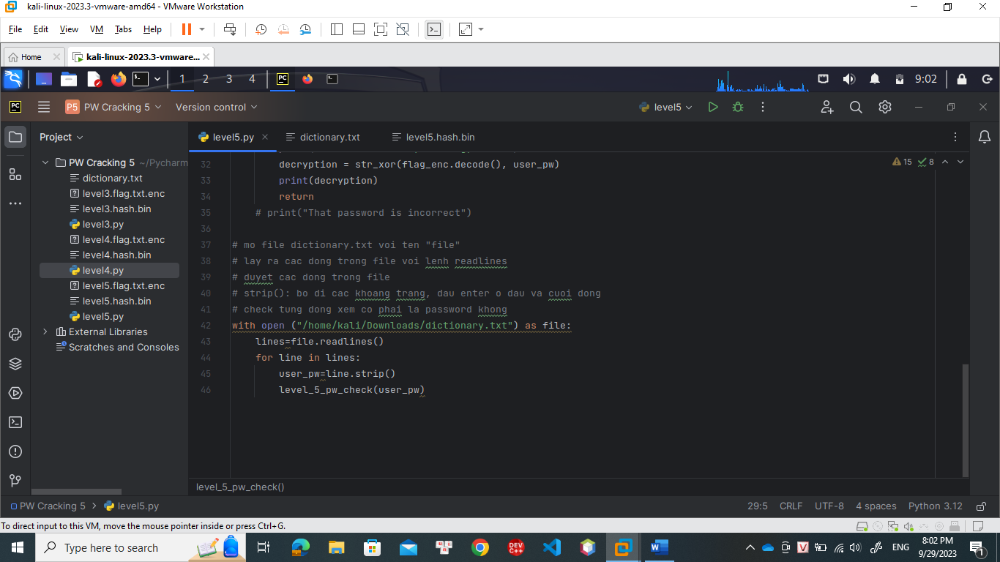 kali-linux-2023.3-vmware-amd64 - VMware Workstation
File Edit View VM Tabs Help
Home
kali-linux-2023.3-vmware...
1 2 3 4 PC 9:02
PC P5 PW Cracking 5 Version control level5
Project
level5.py dictionary.txt level5.hash.bin
PW Cracking 5 ~/Pycharm
dictionary.txt
level3.flag.txt.enc
level3.hash.bin
level3.py
level4.flag.txt.enc
level4.hash.bin
level4.py
level5.flag.txt.enc
level5.hash.bin
level5.py
External Libraries
Scratches and Consoles
15 8
32 decryption = str_xor(flag_enc.decode(), user_pw)
33 print(decryption)
34 return
35 # print("That password is incorrect")
36
37 # mo file dictionary.txt voi ten "file"
38 # lay ra cac dong trong file voi lenh readlines
39 # duyet cac dong trong file
40 # strip(): bo di cac khoang trang, dau enter o dau va cuoi dong
41 # check tung dong xem co phai la password khong
42 with open ("/home/kali/Downloads/dictionary.txt") as file:
43 lines=file.readlines()
44 for line in lines:
45 user_pw=line.strip()
46 level_5_pw_check(user_pw)
level_5_pw_check()
PW Cracking 5 > level5.py 29:5 CRLF UTF-8 4 spaces Python 3.12
To direct input to this VM, move the mouse pointer inside or press Ctrl+G.
Type here to search
DEV C++
V
ENG
8:02 PM
9/29/2023
1